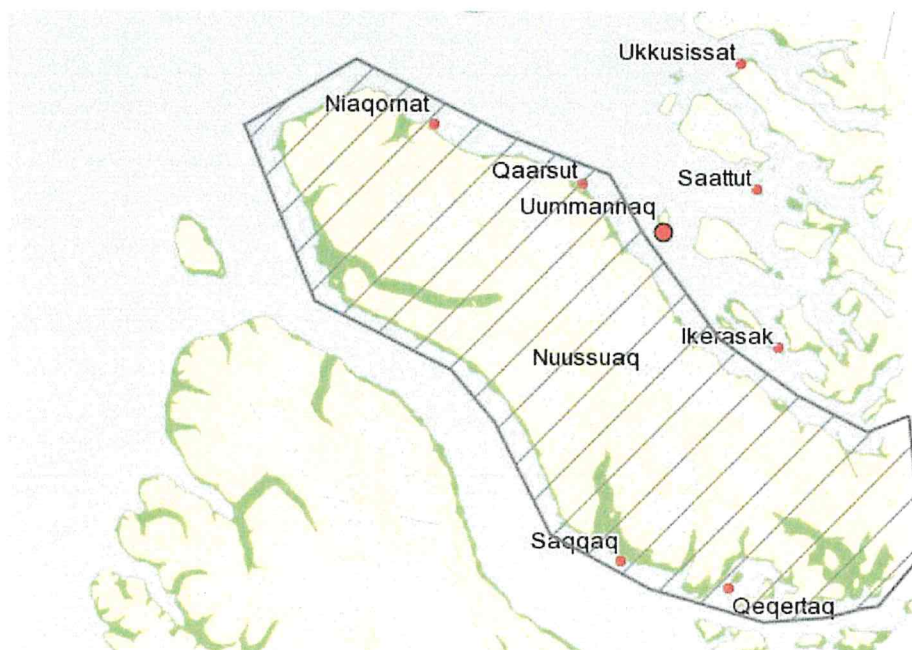 Ukkusissat
Niaqornat
Qaarsut
Saattut
Uummannaq
Ikerasak
Nuussuaq
Saqqaq
Qeqertaq